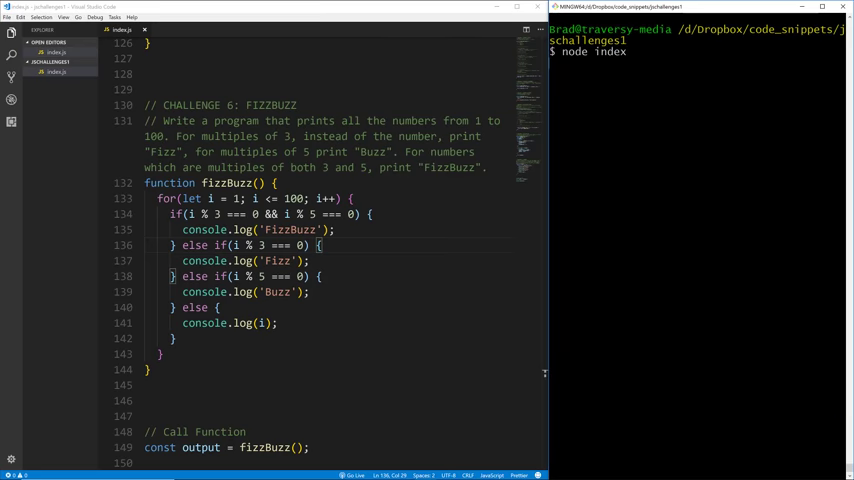 index.js - jschallenges1 - Visual Studio Code
File Edit Selection View Go Debug Tasks Help
EXPLORER
OPEN EDITORS
index.js
JSCHALLENGES1
index.js
index.js
126 }
127
128
129
130 // CHALLENGE 6: FIZZBUZZ
131 // Write a program that prints all the numbers from 1 to
100. For multiples of 3, instead of the number, print
"Fizz", for multiples of 5 print "Buzz". For numbers
which are multiples of both 3 and 5, print "FizzBuzz".
132 function fizzBuzz() {
133 for(let i = 1; i <= 100; i++) {
134 if(i % 3 === 0 && i % 5 === 0) {
135 console.log('FizzBuzz');
136 } else if(i % 3 === 0) {
137 console.log('Fizz');
138 } else if(i % 5 === 0) {
139 console.log('Buzz');
140 } else {
141 console.log(i);
142 }
143 }
144 }
145
146
147
148 // Call Function
149 const output = fizzBuzz();
150
0 0 Go Live Ln 136, Col 29 Spaces: 2 UTF-8 CRLF JavaScript Prettier
MINGW64:/d/Dropbox/code_snippets/jschallenges1
Brad@traversy-media /d/Dropbox/code_snippets/j
schallenges1
$ node index